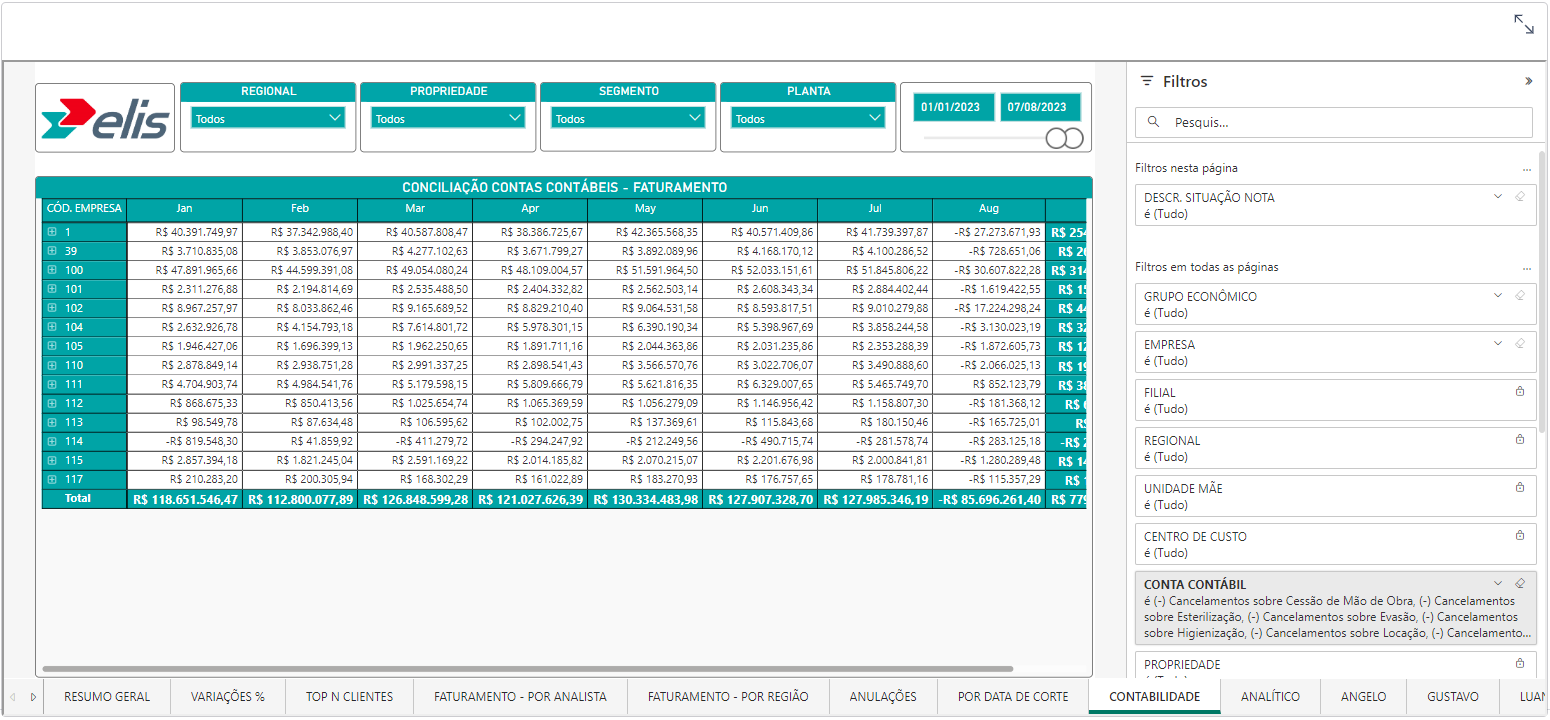 elis
REGIONAL
Todos
PROPRIEDADE
Todos
SEGMENTO
Todos
PLANTA
Todos
01/01/2023 07/08/2023
CONCILIAÇÃO CONTAS CONTÁBEIS - FATURAMENTO
CÓD. EMPRESA Jan Feb Mar Apr May Jun Jul Aug
1 R$ 40.391.749,97 R$ 37.342.988,40 R$ 40.587.808,47 R$ 38.386.725,67 R$ 42.365.568,35 R$ 40.571.409,86 R$ 41.739.397,87 -R$ 27.273.671,93 R$ 254
39 R$ 3.710.835,08 R$ 3.853.076,97 R$ 4.277.102,63 R$ 3.671.799,27 R$ 3.892.089,96 R$ 4.168.170,12 R$ 4.100.286,52 -R$ 728.651,06 R$ 26
100 R$ 47.891.965,66 R$ 44.599.391,08 R$ 49.054.080,24 R$ 48.109.004,57 R$ 51.591.964,50 R$ 52.033.151,61 R$ 51.845.806,22 -R$ 30.607.822,28 R$ 314
101 R$ 2.311.276,88 R$ 2.194.814,69 R$ 2.535.488,50 R$ 2.404.332,82 R$ 2.562.503,14 R$ 2.608.343,34 R$ 2.884.402,44 -R$ 1.619.422,55 R$ 15
102 R$ 8.967.257,97 R$ 8.033.862,46 R$ 9.165.689,52 R$ 8.829.210,40 R$ 9.064.531,58 R$ 8.593.817,51 R$ 9.010.279,88 -R$ 17.224.298,24 R$ 44
104 R$ 2.632.926,78 R$ 4.154.793,18 R$ 7.614.801,72 R$ 5.978.301,15 R$ 6.390.190,34 R$ 5.398.967,69 R$ 3.858.244,58 -R$ 3.130.023,19 R$ 32
105 R$ 1.946.427,06 R$ 1.696.399,13 R$ 1.962.250,65 R$ 1.891.711,16 R$ 2.044.363,86 R$ 2.031.235,86 R$ 2.353.288,39 -R$ 1.872.605,73 R$ 12
110 R$ 2.878.849,14 R$ 2.938.751,28 R$ 2.991.337,25 R$ 2.898.541,43 R$ 3.566.570,76 R$ 3.022.706,07 R$ 3.490.888,60 -R$ 2.066.025,13 R$ 19
111 R$ 4.704.903,74 R$ 4.984.541,76 R$ 5.179.598,15 R$ 5.809.666,79 R$ 5.621.816,35 R$ 6.329.007,65 R$ 5.465.749,70 R$ 852.123,79 R$ 38
112 R$ 868.675,33 R$ 850.413,56 R$ 1.025.654,74 R$ 1.065.369,59 R$ 1.056.279,09 R$ 1.146.956,42 R$ 1.158.807,30 -R$ 181.368,12 R$
113 R$ 98.549,78 R$ 87.634,48 R$ 106.595,62 R$ 102.002,75 R$ 137.369,61 R$ 115.843,68 R$ 180.150,46 -R$ 165.725,01 R$
114 -R$ 819.548,30 R$ 41.859,92 -R$ 411.279,72 -R$ 294.247,92 -R$ 212.249,56 -R$ 490.715,74 -R$ 281.578,74 -R$ 283.125,18 -R$ 2
115 R$ 2.857.394,18 R$ 1.821.245,04 R$ 2.591.169,22 R$ 2.014.185,82 R$ 2.070.215,07 R$ 2.201.676,98 R$ 2.000.841,81 -R$ 1.280.289,48 R$ 14
117 R$ 210.283,20 R$ 200.305,94 R$ 168.302,29 R$ 161.022,89 R$ 183.270,93 R$ 176.757,65 R$ 178.781,16 -R$ 115.357,29 R$ 1
Total R$ 118.651.546,47 R$ 112.800.077,89 R$ 126.848.599,28 R$ 121.027.626,39 R$ 130.334.483,98 R$ 127.907.328,70 R$ 127.985.346,19 -R$ 85.696.261,40 R$ 779
Filtros
Pesquis...
Filtros nesta página ...
DESCR. SITUAÇÃO NOTA
é (Tudo)
Filtros em todas as páginas ...
GRUPO ECONÔMICO
é (Tudo)
EMPRESA
é (Tudo)
FILIAL
é (Tudo)
REGIONAL
é (Tudo)
UNIDADE MÃE
é (Tudo)
CENTRO DE CUSTO
é (Tudo)
CONTA CONTÁBIL
é (-) Cancelamentos sobre Cessão de Mão de Obra, (-) Cancelamentos
sobre Esterilização, (-) Cancelamentos sobre Evasão, (-) Cancelamentos
sobre Higienização, (-) Cancelamentos sobre Locação, (-) Cancelamento...
PROPRIEDADE
RESUMO GERAL VARIAÇÕES % TOP N CLIENTES FATURAMENTO - POR ANALISTA FATURAMENTO - POR REGIÃO ANULAÇÕES POR DATA DE CORTE CONTABILIDADE ANALÍTICO ANGELO GUSTAVO LUAN